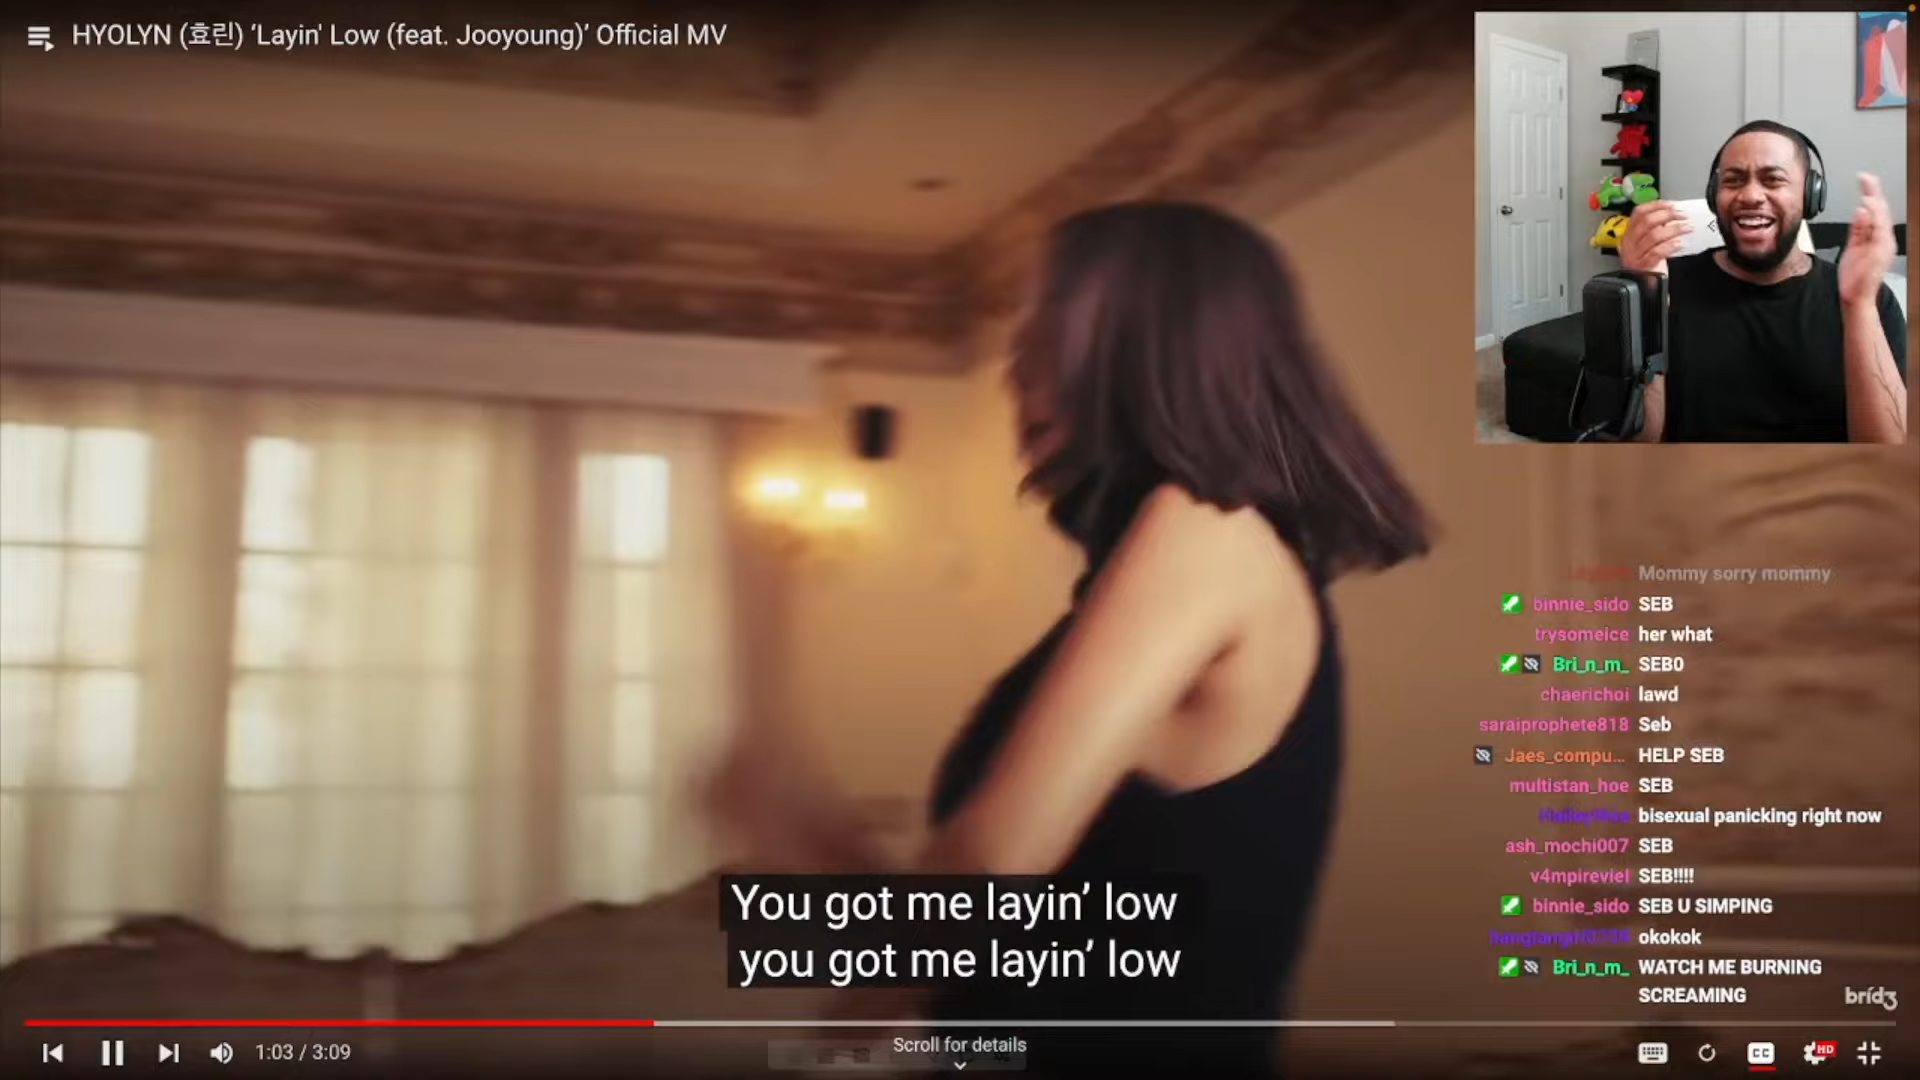 HYOLYN (효린) ‘Layin' Low (feat. Jooyoung)’ Official MV
Mommy sorry mommy
binnie_sido SEB
trysomeice her what
Bri_n_m_ SEB0
chaerichoi lawd
saraiprophete818 Seb
Jaes_compu... HELP SEB
multistan_hoe SEB
bisexual panicking right now
ash_mochi007 SEB
v4mpireviel SEB!!!!
binnie_sido SEB U SIMPING
okokok
Bri_n_m_ WATCH ME BURNING
SCREAMING
bridʒ
You got me layin’ low
you got me layin’ low
1:03 / 3:09
Scroll for details
CC
HD